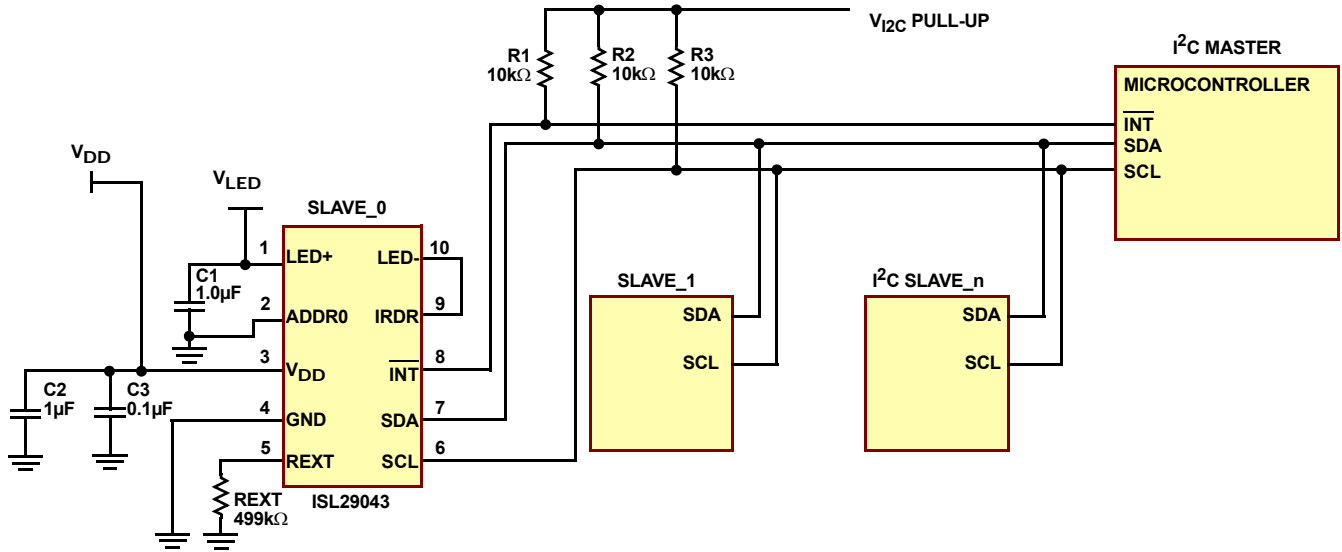 V_I2C PULL-UP
R1
10kΩ
R2
10kΩ
R3
10kΩ
I²C MASTER
MICROCONTROLLER
I̅N̅T̅
SDA
SCL
V_DD
V_LED
SLAVE_0
1
LED+
LED-
10
C1
1.0µF
2
ADDR0
IRDR
9
3
V_DD
I̅N̅T̅
8
C2
1µF
C3
0.1µF
4
GND
SDA
7
5
REXT
SCL
6
REXT
499kΩ
ISL29043
SLAVE_1
SDA
SCL
I²C SLAVE_n
SDA
SCL